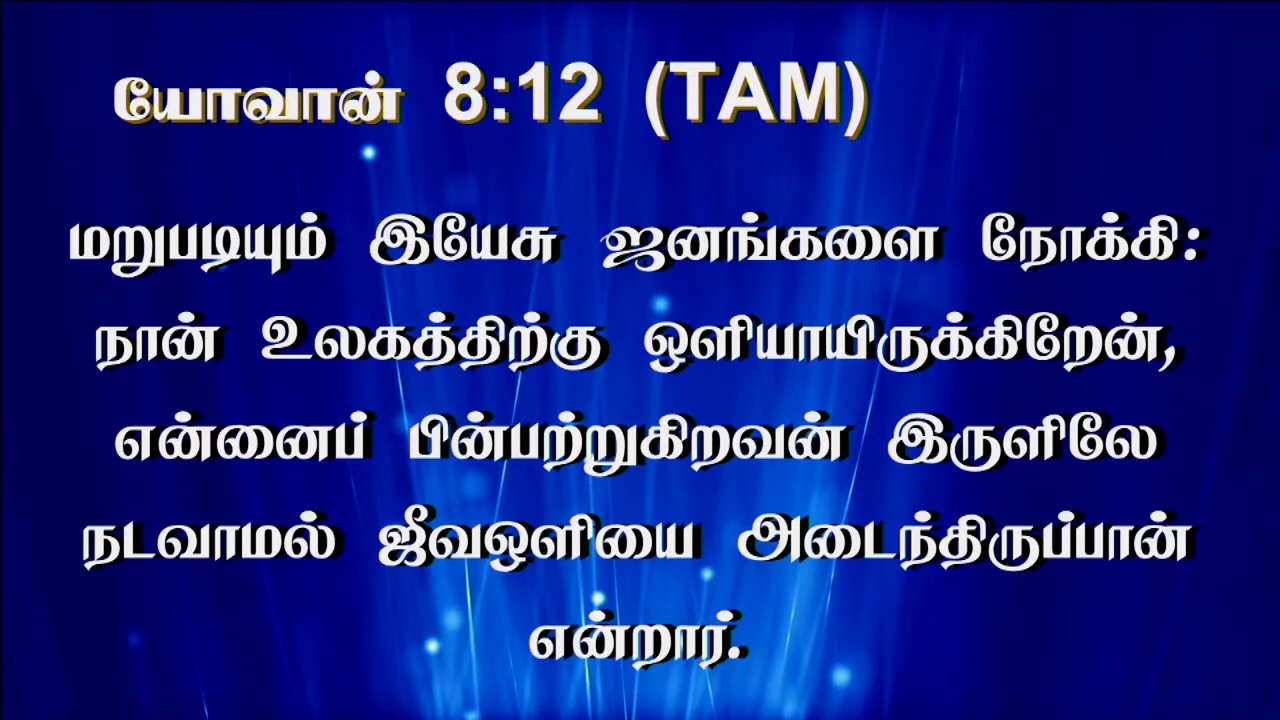 யோவான் 8:12 (TAM)
மறுபடியும் இயேசு ஜனங்களை நோக்கி:
நான் உலகத்திற்கு ஒளியாயிருக்கிறேன்,
என்னைப் பின்பற்றுகிறவன் இருளிலே
நடவாமல் ஜீவஒளியை அடைந்திருப்பான்
என்றார்.